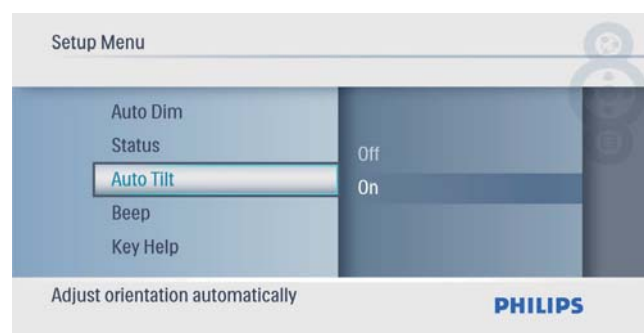 Setup Menu
Auto Dim
Status
Auto Tilt
Beep
Key Help
Off
On
Adjust orientation automatically
PHILIPS